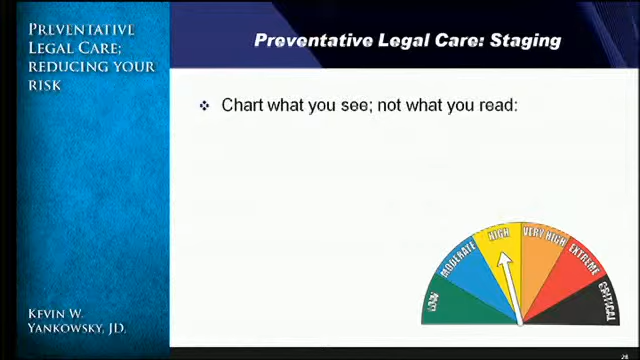 Preventative
Legal Care;
reducing your
risk
Preventative Legal Care: Staging
Chart what you see; not what you read:
LOW
MODERATE
HIGH
VERY HIGH
EXTREME
CRITICAL
Kevin W.
Yankowsky, JD.